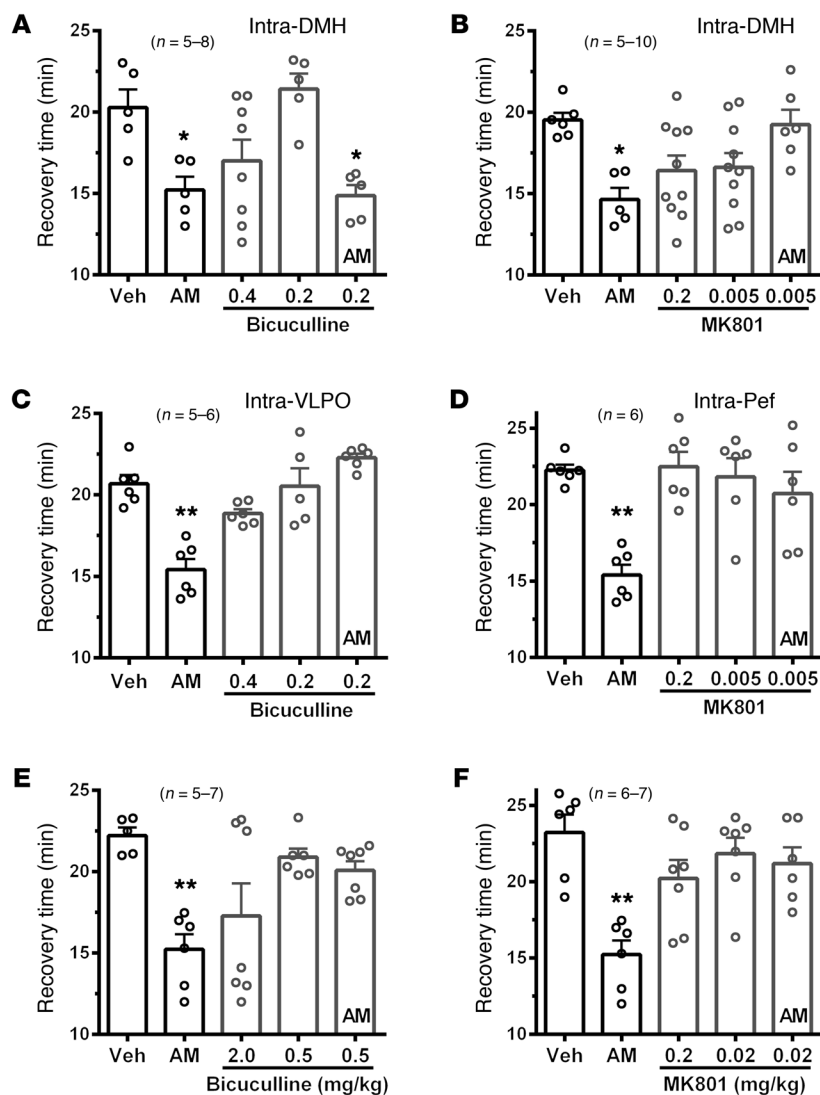 A
(n = 5–8)
Intra-DMH
Recovery time (min)
25
20
15
10
*
*
AM
Veh AM 0.4 0.2 0.2
Bicuculline
B
(n = 5–10)
Intra-DMH
Recovery time (min)
25
20
15
10
*
AM
Veh AM 0.2 0.005 0.005
MK801
C
(n = 5–6)
Intra-VLPO
Recovery time (min)
25
20
15
10
**
AM
Veh AM 0.4 0.2 0.2
Bicuculline
D
(n = 6)
Intra-Pef
Recovery time (min)
25
20
15
10
**
AM
Veh AM 0.2 0.005 0.005
MK801
E
(n = 5–7)
Recovery time (min)
25
20
15
10
**
AM
Veh AM 2.0 0.5 0.5
Bicuculline (mg/kg)
F
(n = 6–7)
Recovery time (min)
25
20
15
10
**
AM
Veh AM 0.2 0.02 0.02
MK801 (mg/kg)